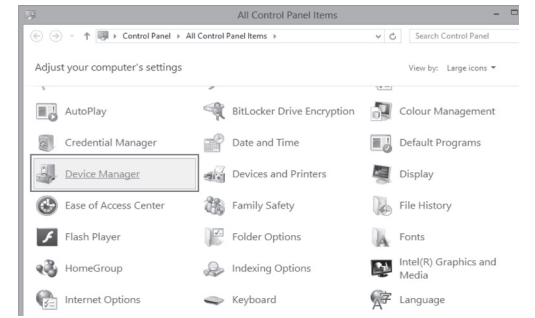 All Control Panel Items
Control Panel All Control Panel Items
Search Control Panel
Adjust your computer's settings
View by: Large icons
AutoPlay
BitLocker Drive Encryption
Colour Management
Credential Manager
Date and Time
Default Programs
Device Manager
Devices and Printers
Display
Ease of Access Center
Family Safety
File History
Flash Player
Folder Options
Fonts
HomeGroup
Indexing Options
Intel(R) Graphics and
Media
Internet Options
Keyboard
Language